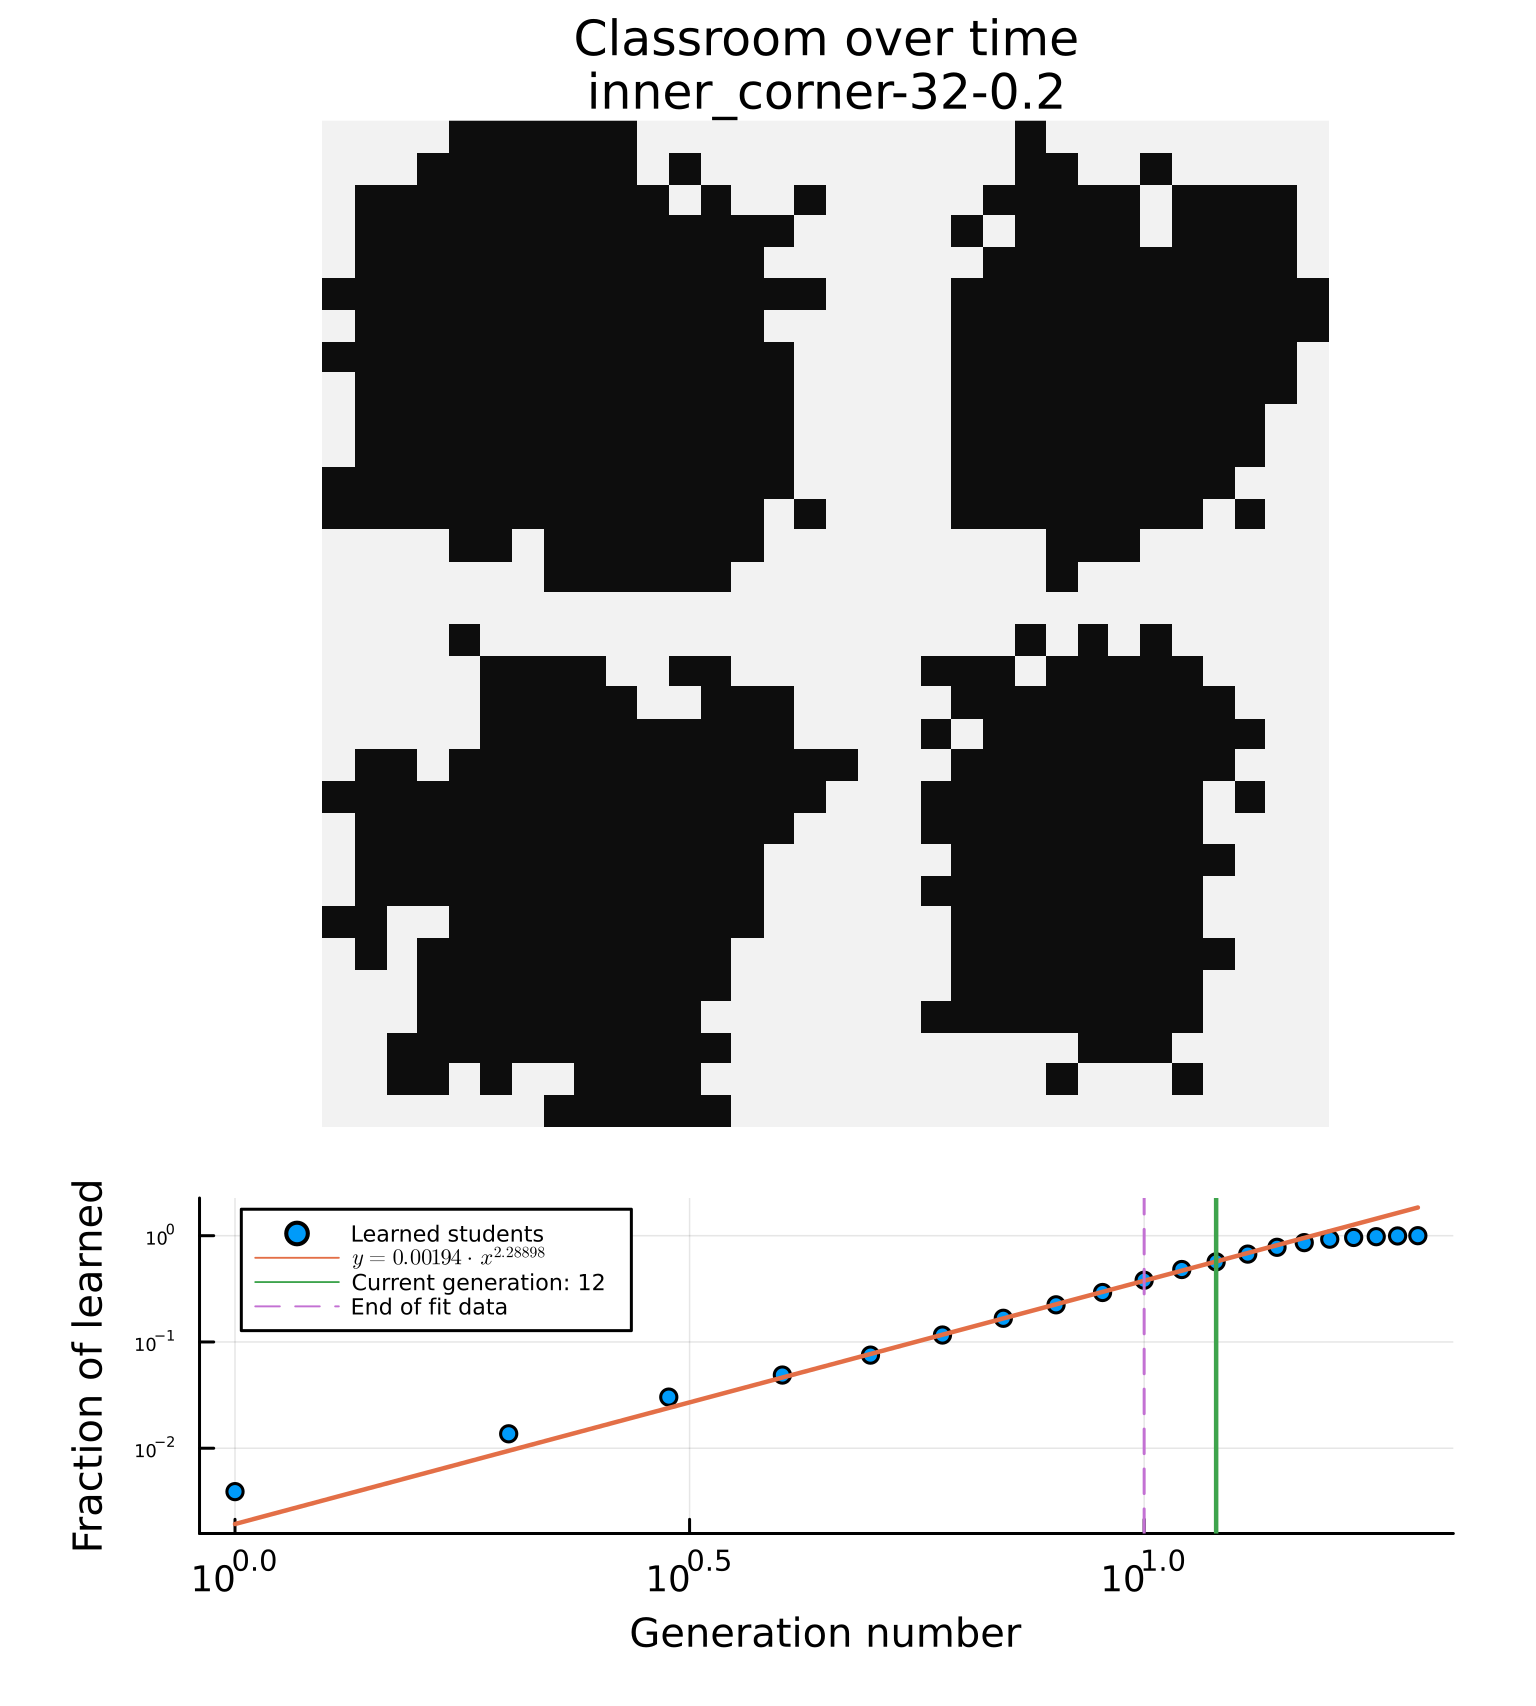 Classroom over time
inner_corner-32-0.2
Fraction of learned
10⁰
10⁻¹
10⁻²
Learned students
y = 0.00194 · x^2.28898
Current generation: 12
End of fit data
10^0.0
10^0.5
10^1.0
Generation number